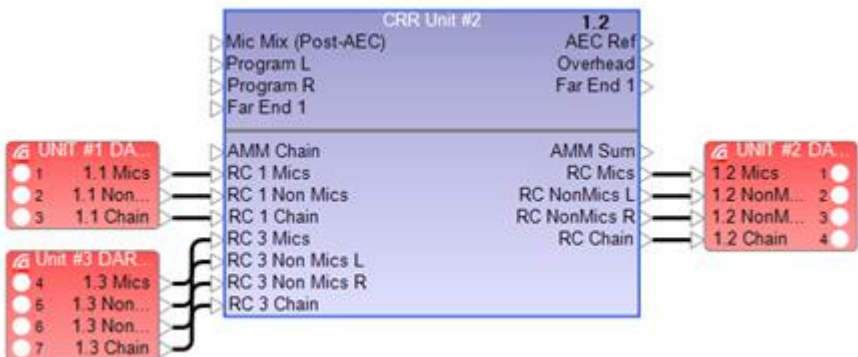 CRR Unit #2 1.2
Mic Mix (Post-AEC) AEC Ref
Program L Overhead
Program R Far End 1
Far End 1
AMM Chain AMM Sum
RC 1 Mics RC Mics
RC 1 Non Mics RC NonMics L
RC 1 Chain RC NonMics R
RC 3 Mics RC Chain
RC 3 Non Mics L
RC 3 Non Mics R
RC 3 Chain
UNIT #1 DA...
1 1.1 Mics
2 1.1 Non...
3 1.1 Chain
Unit #3 DAR...
4 1.3 Mics
5 1.3 Non...
6 1.3 Non...
7 1.3 Chain
UNIT #2 DA...
1.2 Mics 1
1.2 NonM... 2
1.2 NonM... 3
1.2 Chain 4